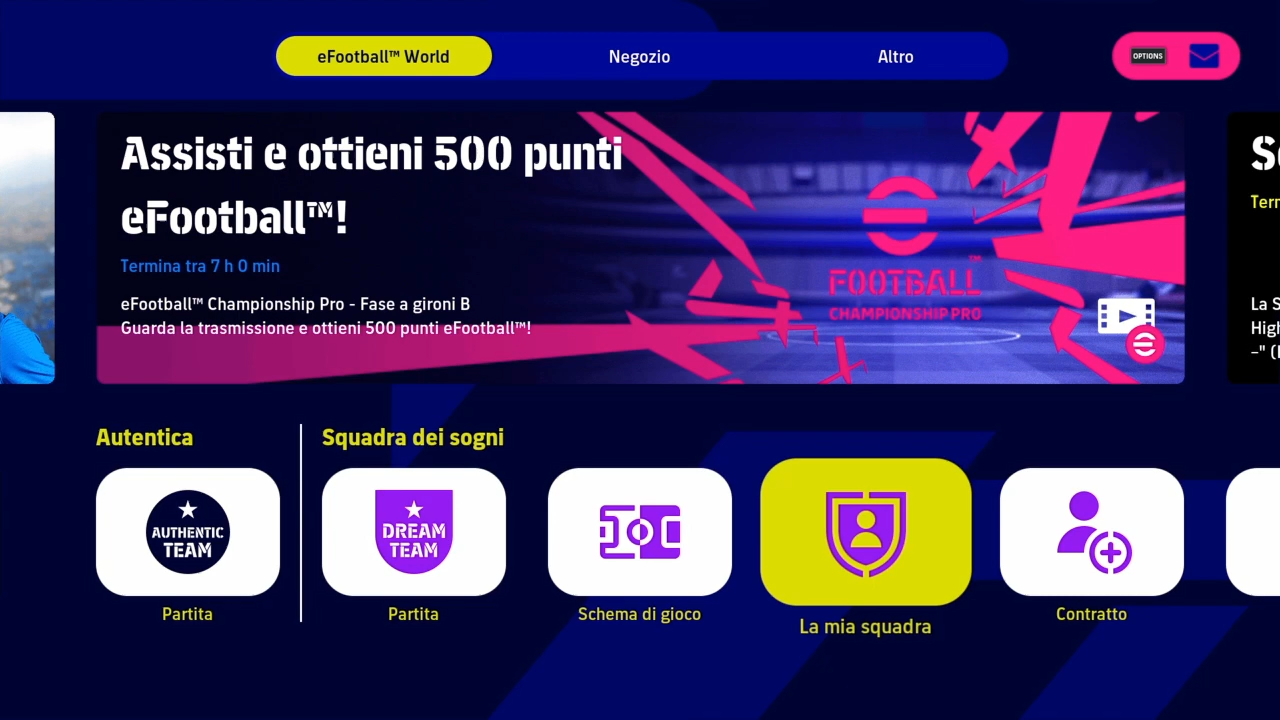 eFootball™ World
Negozio
Altro
OPTIONS
Assisti e ottieni 500 punti
eFootball™!
Termina tra 7 h 0 min
eFootball™ Championship Pro - Fase a gironi B
Guarda la trasmissione e ottieni 500 punti eFootball™!
FOOTBALL™
CHAMPIONSHIP PRO
La S
–" (
Autentica
Squadra dei sogni
AUTHENTIC
TEAM
DREAM
TEAM
Partita
Partita
Schema di gioco
La mia squadra
Contratto